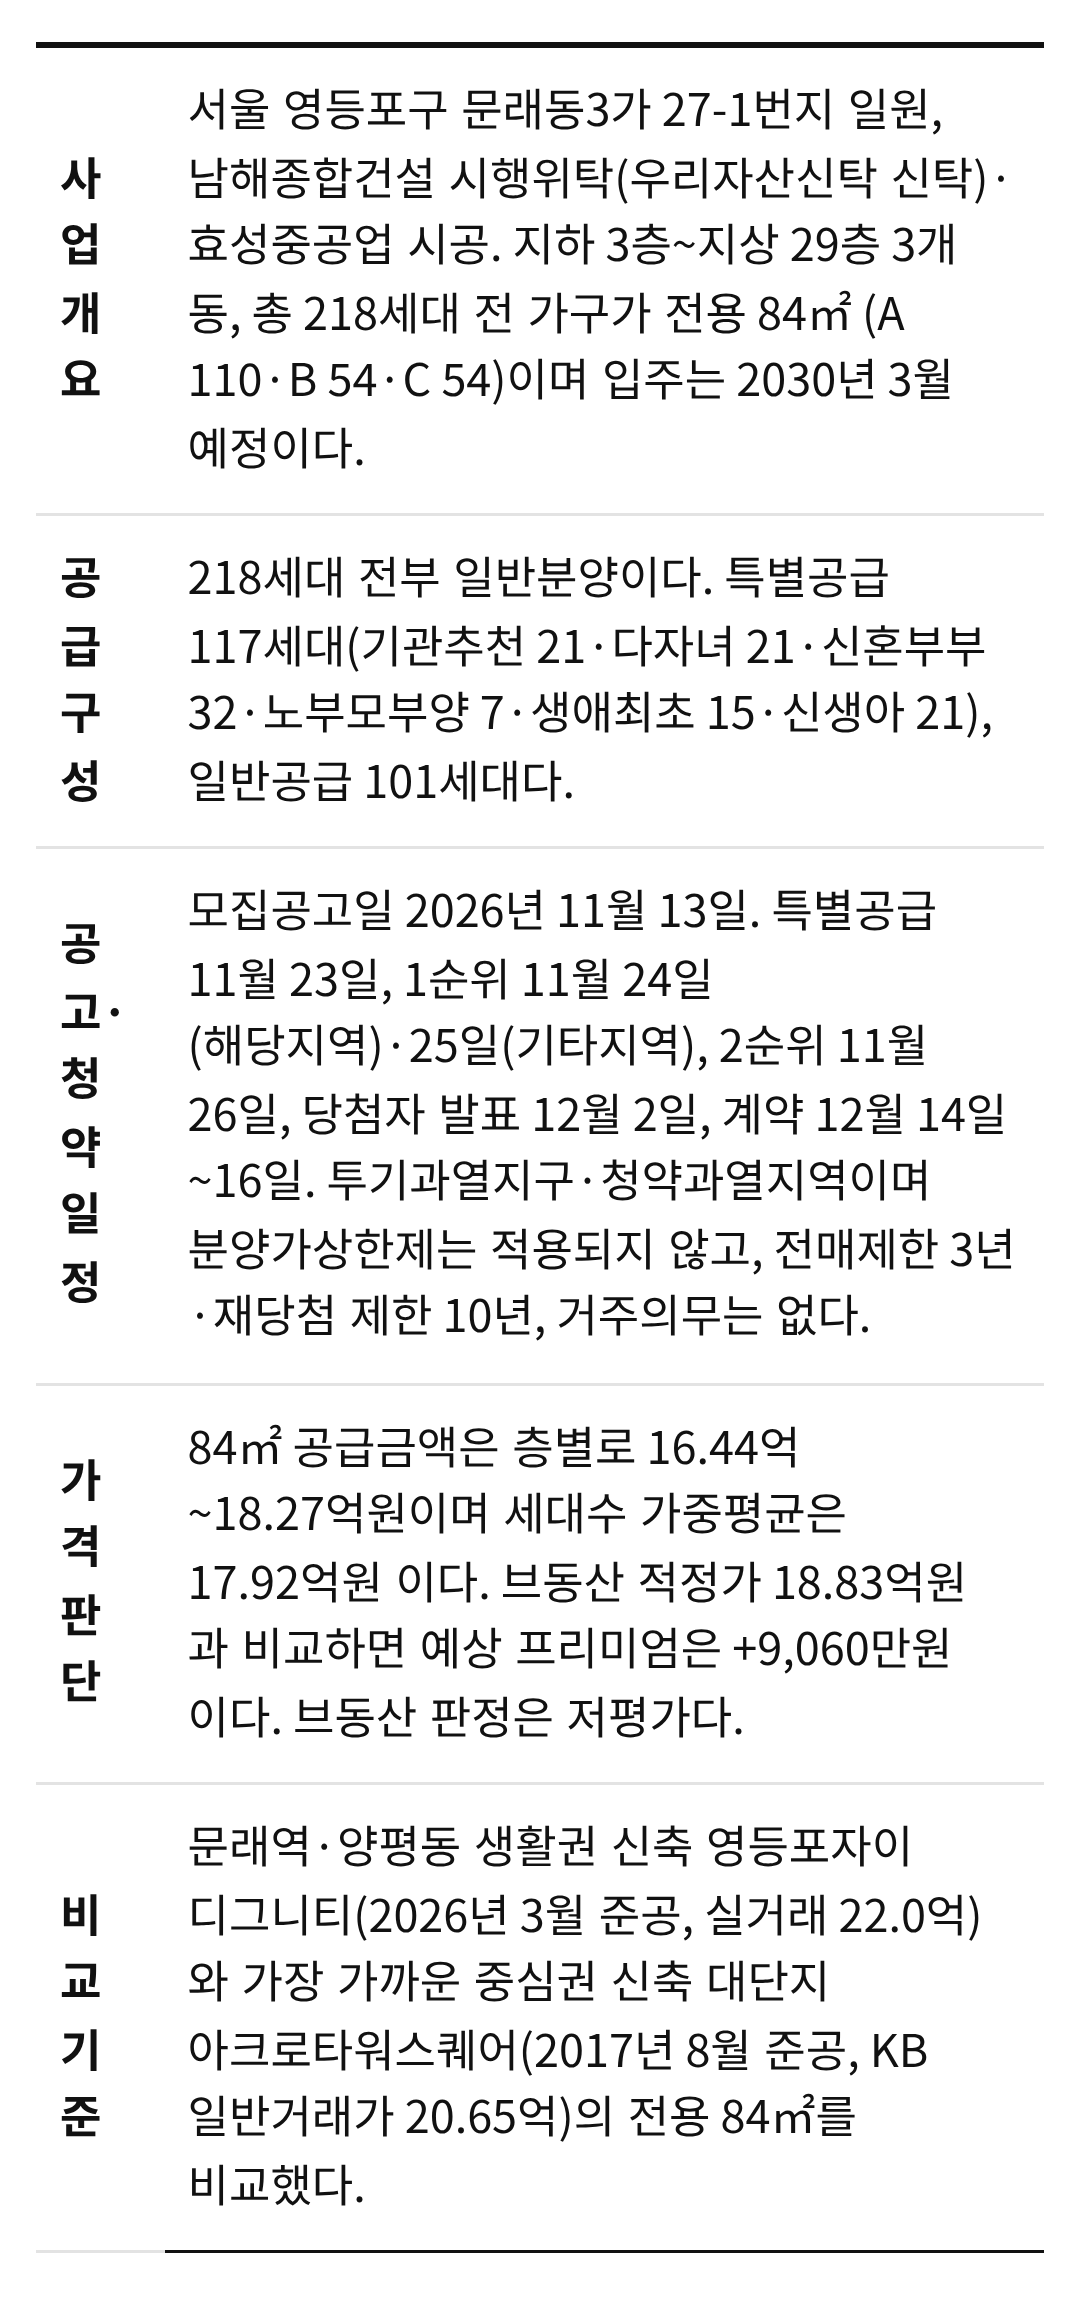 사
업
개
요
서울 영등포구 문래동3가 27-1번지 일원,
남해종합건설 시행위탁(우리자산신탁 신탁)·
효성중공업 시공. 지하 3층~지상 29층 3개
동, 총 218세대 전 가구가 전용 84㎡ (A
110·B 54·C 54)이며 입주는 2030년 3월
예정이다.
공
급
구
성
218세대 전부 일반분양이다. 특별공급
117세대(기관추천 21·다자녀 21·신혼부부
32·노부모부양 7·생애최초 15·신생아 21),
일반공급 101세대다.
공
고·
청
약
일
정
모집공고일 2026년 11월 13일. 특별공급
11월 23일, 1순위 11월 24일
(해당지역)·25일(기타지역), 2순위 11월
26일, 당첨자 발표 12월 2일, 계약 12월 14일
~16일. 투기과열지구·청약과열지역이며
분양가상한제는 적용되지 않고, 전매제한 3년
·재당첨 제한 10년, 거주의무는 없다.
가
격
판
단
84㎡ 공급금액은 층별로 16.44억
~18.27억원이며 세대수 가중평균은
17.92억원 이다. 브동산 적정가 18.83억원
과 비교하면 예상 프리미엄은 +9,060만원
이다. 브동산 판정은 저평가다.
비
교
기
준
문래역·양평동 생활권 신축 영등포자이
디그니티(2026년 3월 준공, 실거래 22.0억)
와 가장 가까운 중심권 신축 대단지
아크로타워스퀘어(2017년 8월 준공, KB
일반거래가 20.65억)의 전용 84㎡를
비교했다.